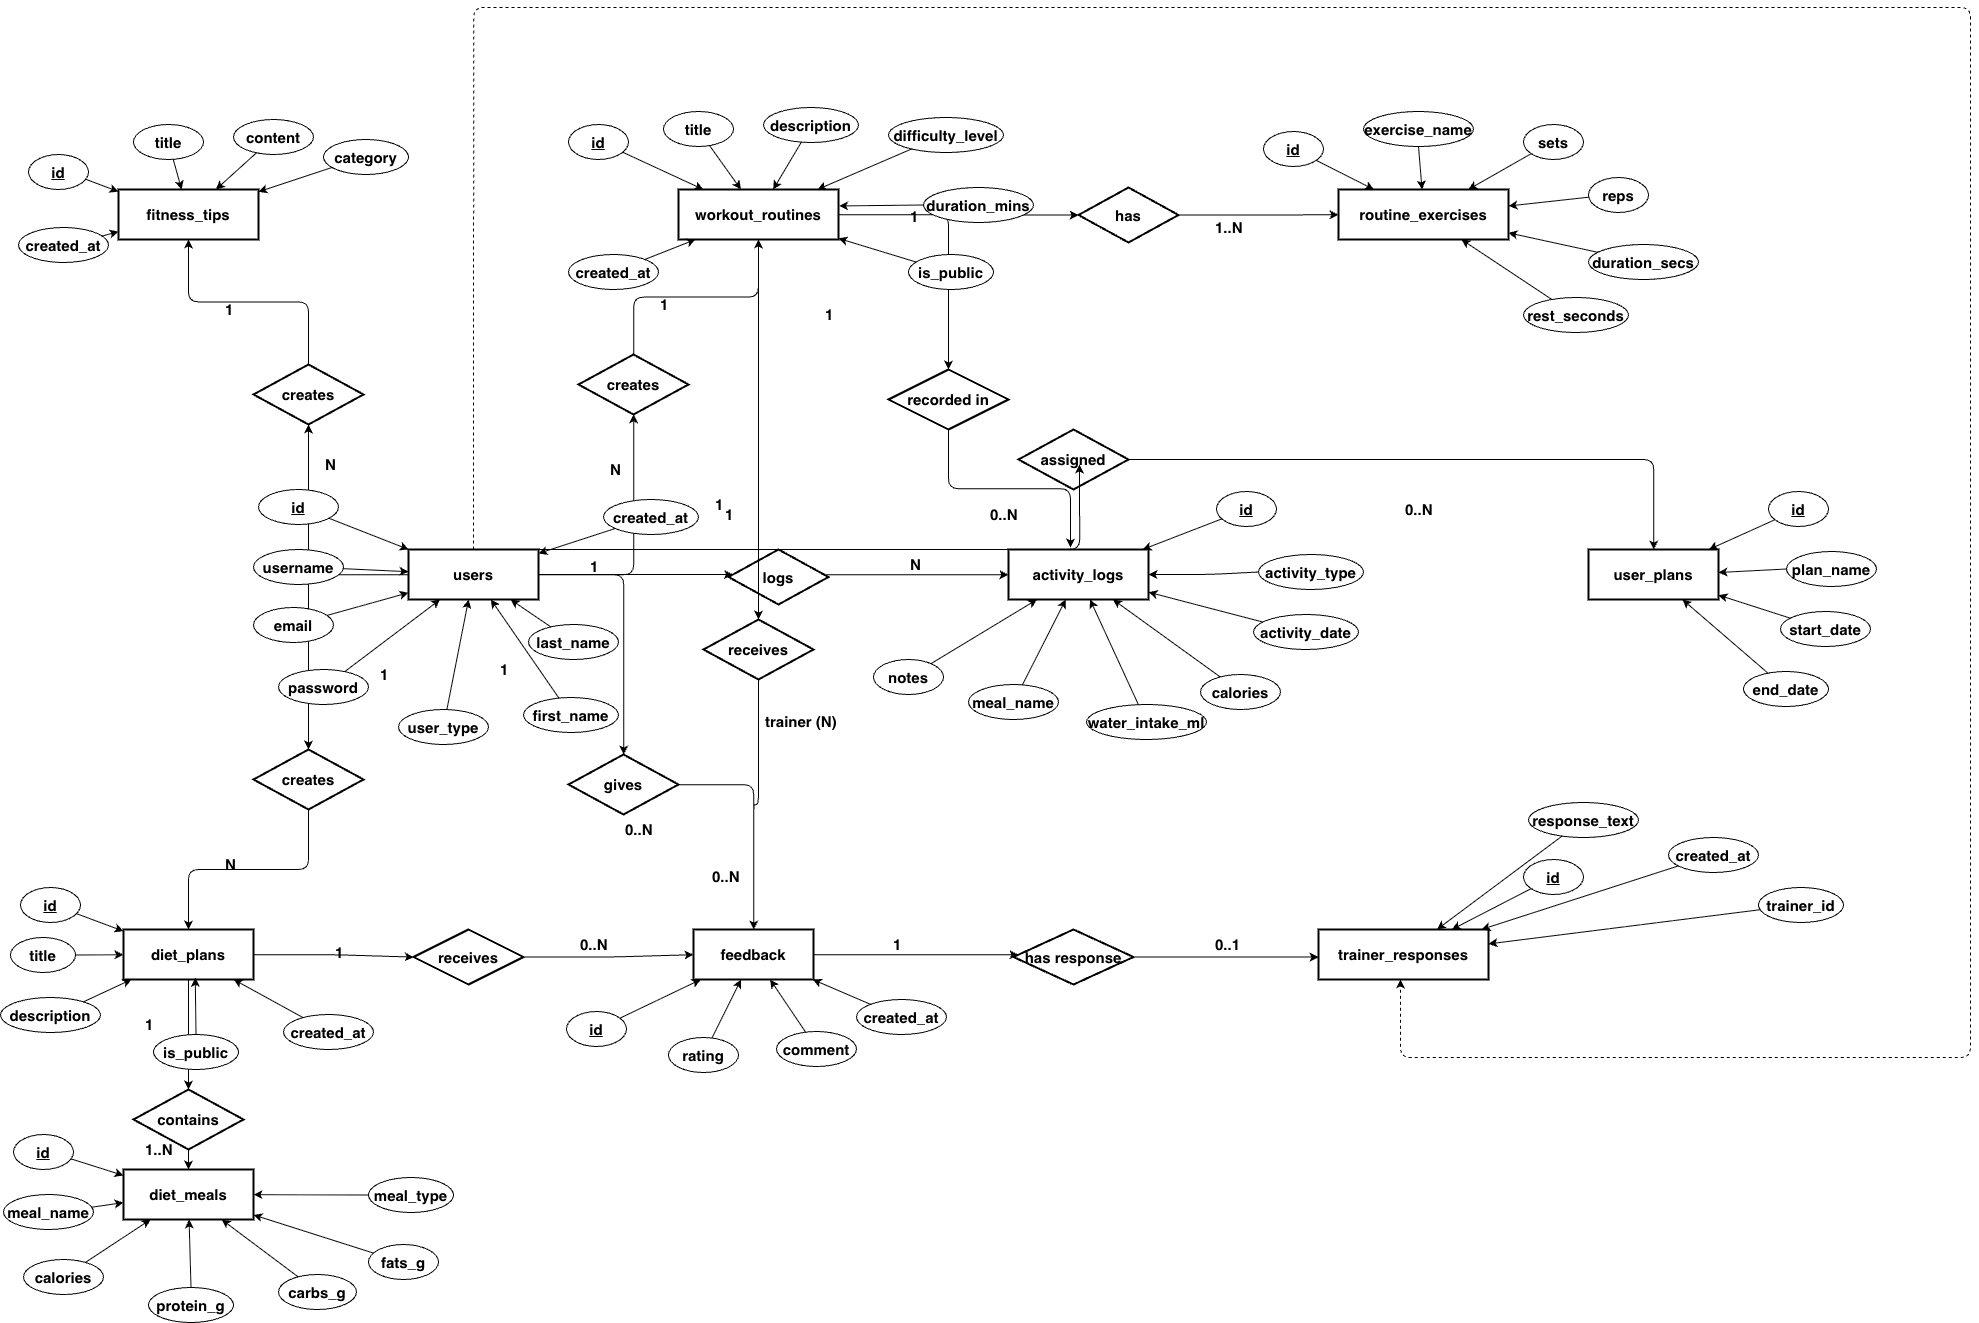 id
title
content
category
fitness_tips
created_at
1
creates
N
id
title
description
difficulty_level
workout_routines
duration_mins
1
created_at
is_public
1
1
creates
N
has
1..N
id
exercise_name
sets
reps
routine_exercises
duration_secs
rest_seconds
recorded in
assigned
0..N
0..N
id
username
email
password
users
created_at
last_name
first_name
user_type
1
1
1
1
1
logs
N
activity_logs
id
activity_type
activity_date
notes
meal_name
water_intake_ml
calories
user_plans
id
plan_name
start_date
end_date
receives
trainer (N)
gives
0..N
0..N
creates
N
id
title
description
diet_plans
1
created_at
is_public
1
receives
0..N
feedback
id
rating
comment
created_at
1
has response
0..1
trainer_responses
response_text
id
created_at
trainer_id
contains
1..N
id
meal_name
diet_meals
meal_type
calories
protein_g
carbs_g
fats_g